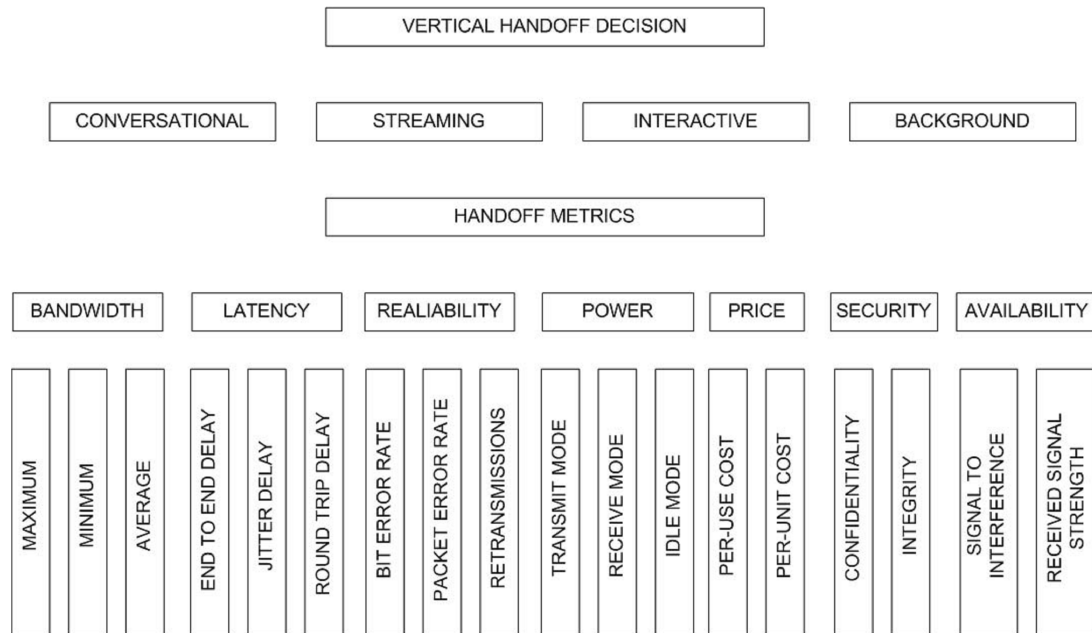 VERTICAL HANDOFF DECISION
CONVERSATIONAL
STREAMING
INTERACTIVE
BACKGROUND
HANDOFF METRICS
BANDWIDTH
LATENCY
REALIABILITY
POWER
PRICE
SECURITY
AVAILABILITY
MAXIMUM
MINIMUM
AVERAGE
END TO END DELAY
JITTER DELAY
ROUND TRIP DELAY
BIT ERROR RATE
PACKET ERROR RATE
RETRANSMISSIONS
TRANSMIT MODE
RECEIVE MODE
IDLE MODE
PER-USE COST
PER-UNIT COST
CONFIDENTIALITY
INTEGRITY
SIGNAL TO
INTERFERENCE
RECEIVED SIGNAL
STRENGTH